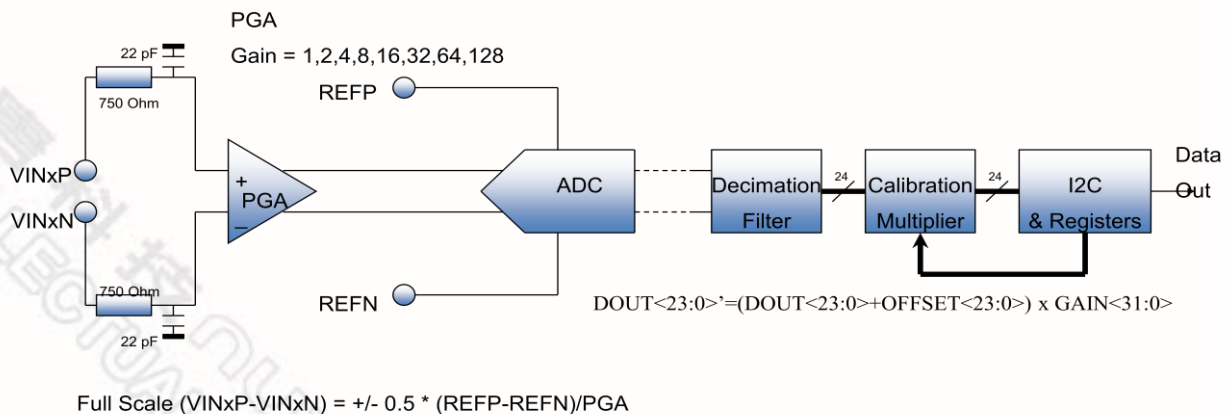 PGA
Gain = 1,2,4,8,16,32,64,128
22 pF
750 Ohm
REFP
VINxP
VINxN
+
PGA
–
ADC
Decimation
Filter
24
Calibration
Multiplier
24
I2C
& Registers
Data
Out
750 Ohm
22 pF
REFN
DOUT<23:0>’=(DOUT<23:0>+OFFSET<23:0>) x GAIN<31:0>
Full Scale (VINxP-VINxN) = +/- 0.5 * (REFP-REFN)/PGA